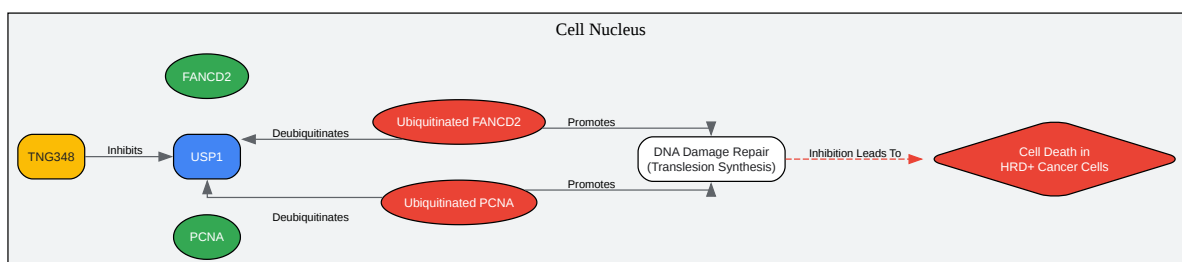 Cell Nucleus
FANCD2
TNG348
Inhibits
USP1
Deubiquitinates
Ubiquitinated FANCD2
Promotes
DNA Damage Repair
(Translesion Synthesis)
Inhibition Leads To
Cell Death in
HRD+ Cancer Cells
Deubiquitinates
Ubiquitinated PCNA
Promotes
PCNA